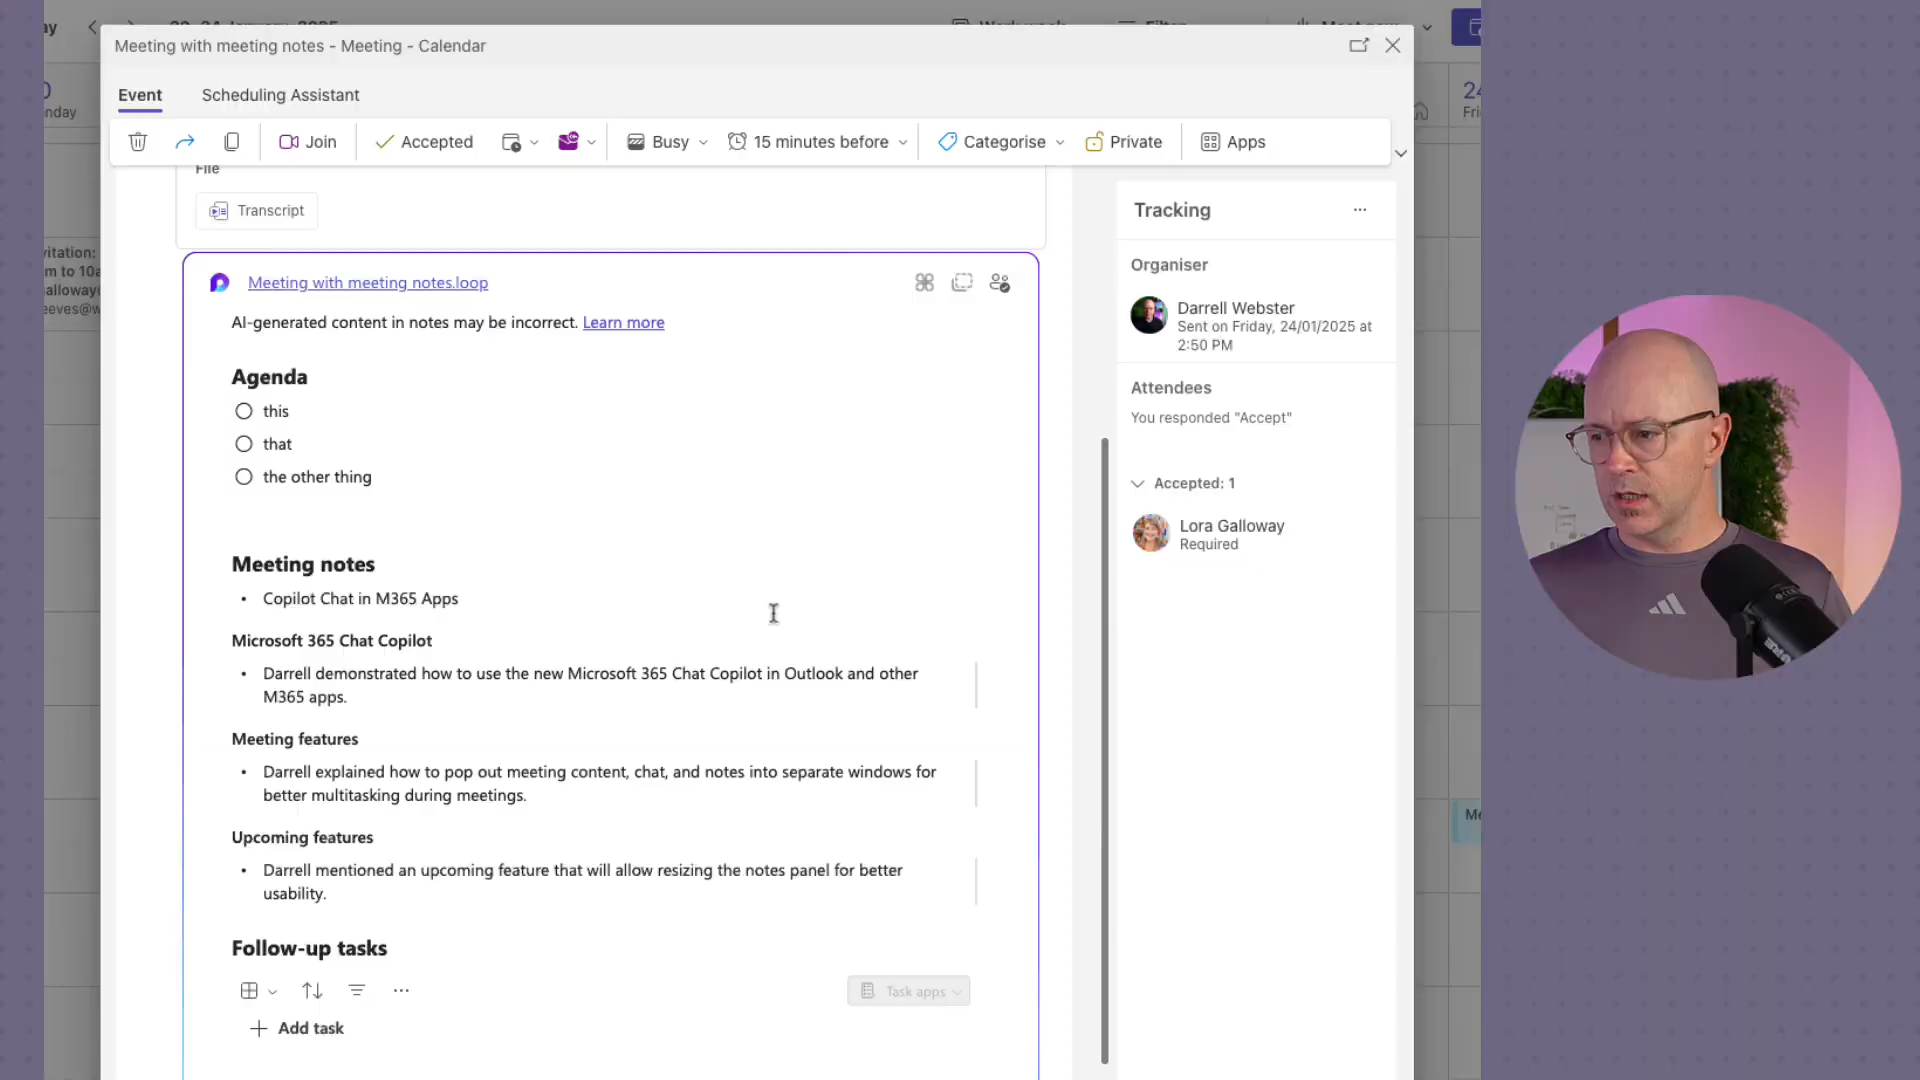 Meeting with meeting notes - Meeting - Calendar
Event
Scheduling Assistant
Join
Accepted
Busy
15 minutes before
Categorise
Private
Apps
File
Transcript
Meeting with meeting notes.loop
AI-generated content in notes may be incorrect. Learn more
Agenda
this
that
the other thing
Meeting notes
• Copilot Chat in M365 Apps
Microsoft 365 Chat Copilot
• Darrell demonstrated how to use the new Microsoft 365 Chat Copilot in Outlook and other
M365 apps.
Meeting features
• Darrell explained how to pop out meeting content, chat, and notes into separate windows for
better multitasking during meetings.
Upcoming features
• Darrell mentioned an upcoming feature that will allow resizing the notes panel for better
usability.
Follow-up tasks
Task apps
Add task
Tracking
Organiser
Darrell Webster
Sent on Friday, 24/01/2025 at
2:50 PM
Attendees
You responded "Accept"
Accepted: 1
Lora Galloway
Required